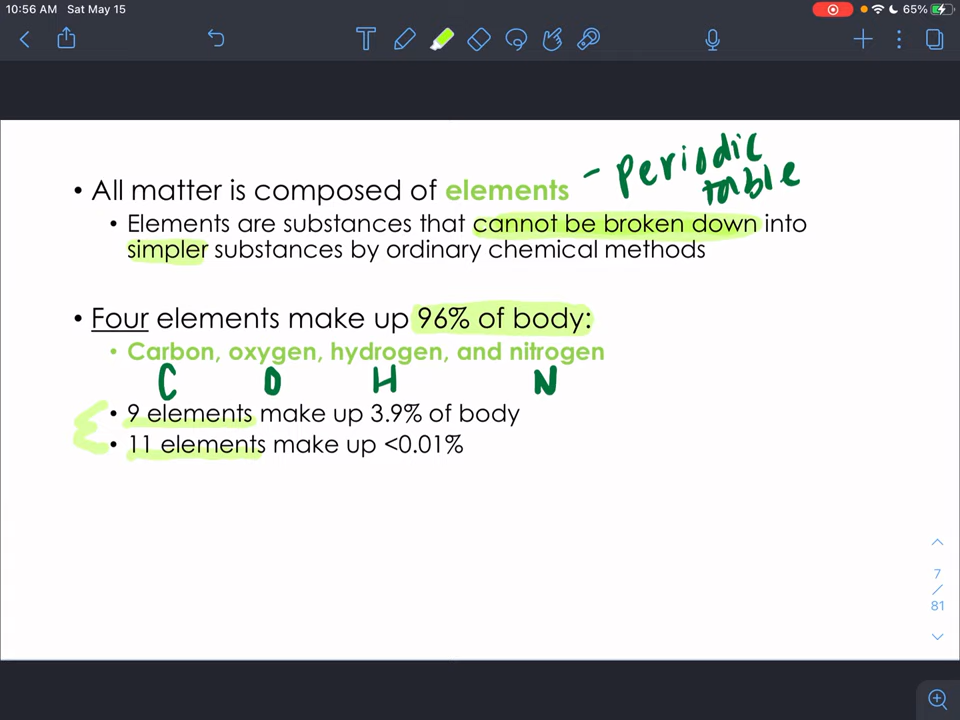 10:56 AM Sat May 15
65%
• All matter is composed of elements - periodic table
• Elements are substances that cannot be broken down into
simpler substances by ordinary chemical methods
• Four elements make up 96% of body:
• Carbon, oxygen, hydrogen, and nitrogen
C O H N
• 9 elements make up 3.9% of body
• 11 elements make up <0.01%
7
/
81